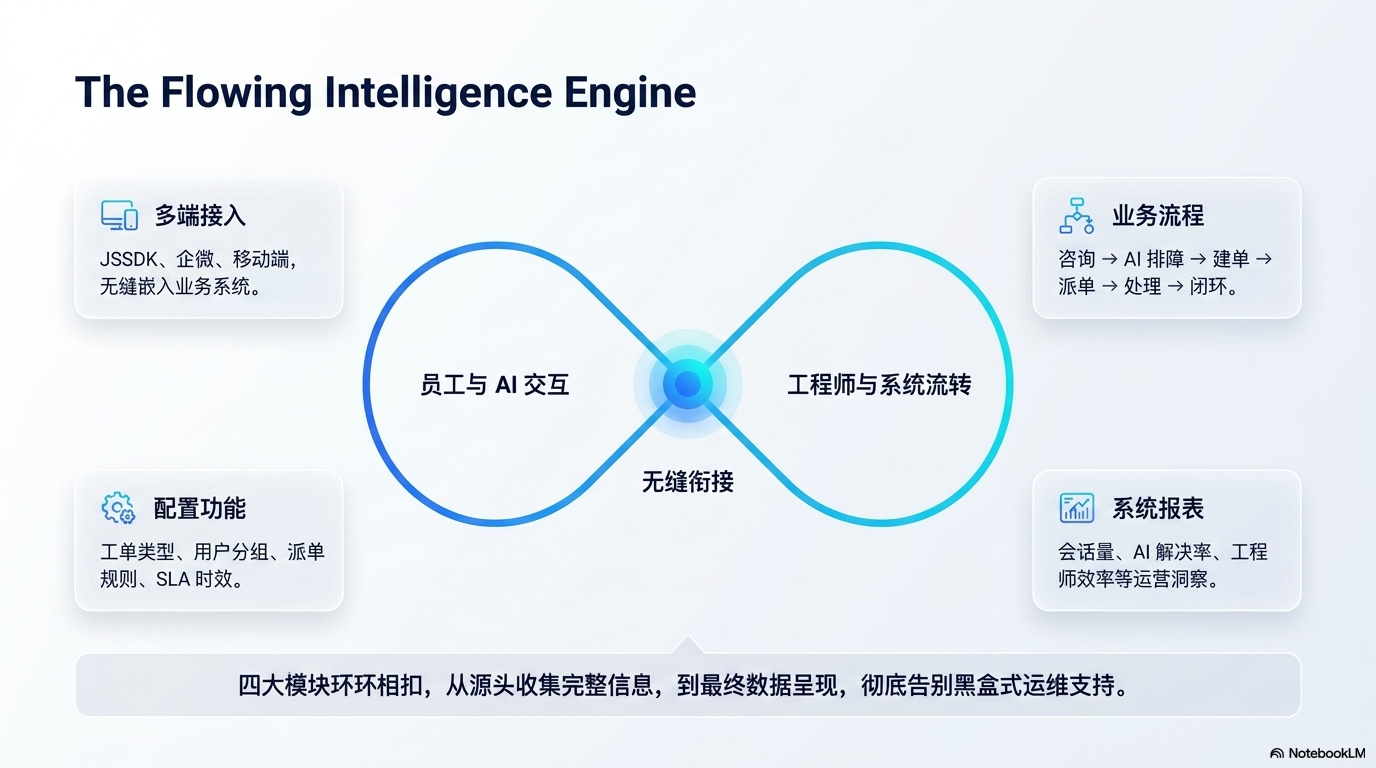 The Flowing Intelligence Engine
多端接入
JSSDK、企微、移动端，
无缝嵌入业务系统。
业务流程
咨询 → AI 排障 → 建单 →
派单 → 处理 → 闭环。
员工与 AI 交互
工程师与系统流转
无缝衔接
配置功能
工单类型、用户分组、派单
规则、SLA 时效。
系统报表
会话量、AI 解决率、工程
师效率等运营洞察。
四大模块环环相扣，从源头收集完整信息，到最终数据呈现，彻底告别黑盒式运维支持。
NotebookLM